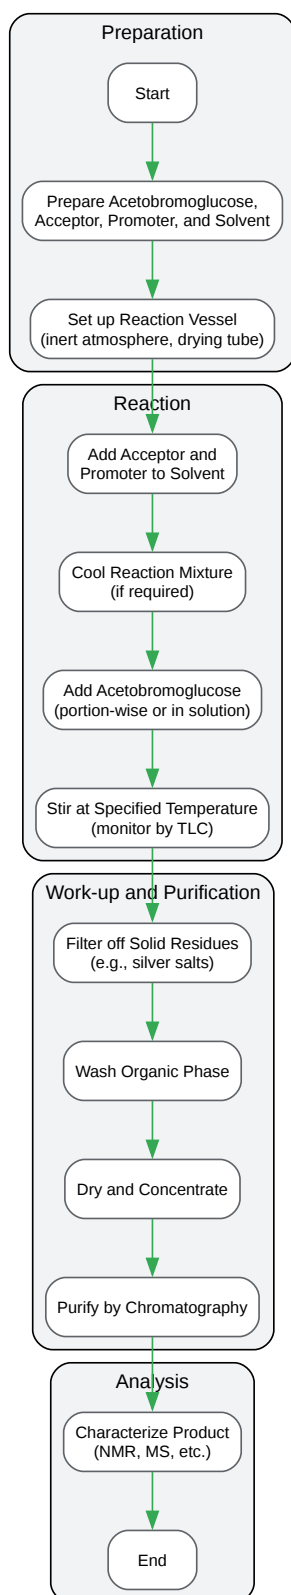 Preparation
Start
Prepare Acetobromoglucose,
Acceptor, Promoter, and Solvent
Set up Reaction Vessel
(inert atmosphere, drying tube)
Reaction
Add Acceptor and
Promoter to Solvent
Cool Reaction Mixture
(if required)
Add Acetobromoglucose
(portion-wise or in solution)
Stir at Specified Temperature
(monitor by TLC)
Work-up and Purification
Filter off Solid Residues
(e.g., silver salts)
Wash Organic Phase
Dry and Concentrate
Purify by Chromatography
Analysis
Characterize Product
(NMR, MS, etc.)
End